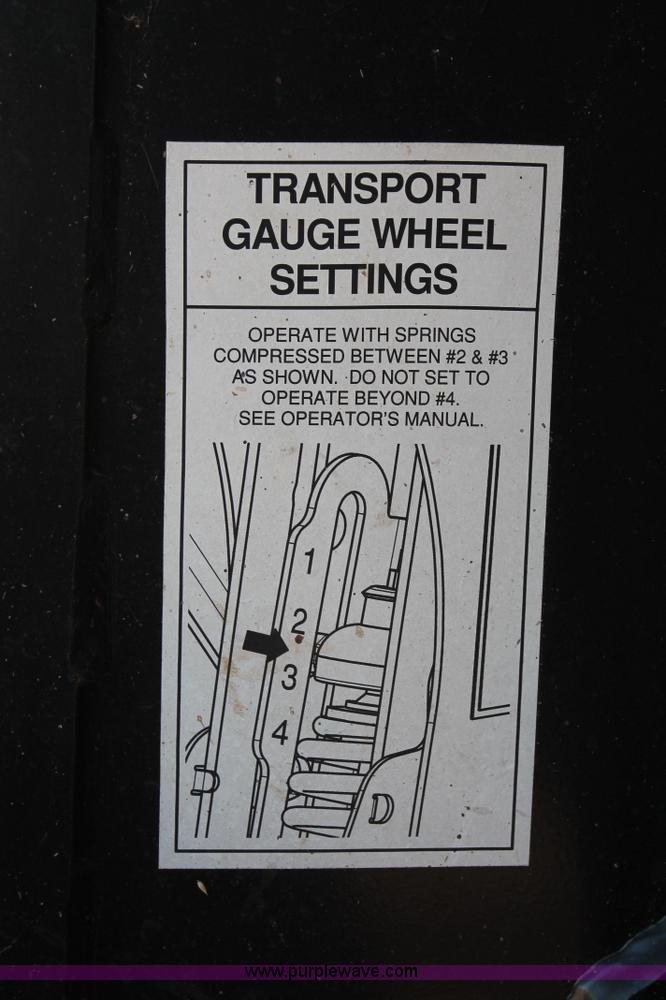 TRANSPORT
GAUGE WHEEL
SETTINGS
OPERATE WITH SPRINGS
COMPRESSED BETWEEN #2 & #3
AS SHOWN. DO NOT SET TO
OPERATE BEYOND #4.
SEE OPERATOR'S MANUAL.
1
2
3
4
www.purplewave.com